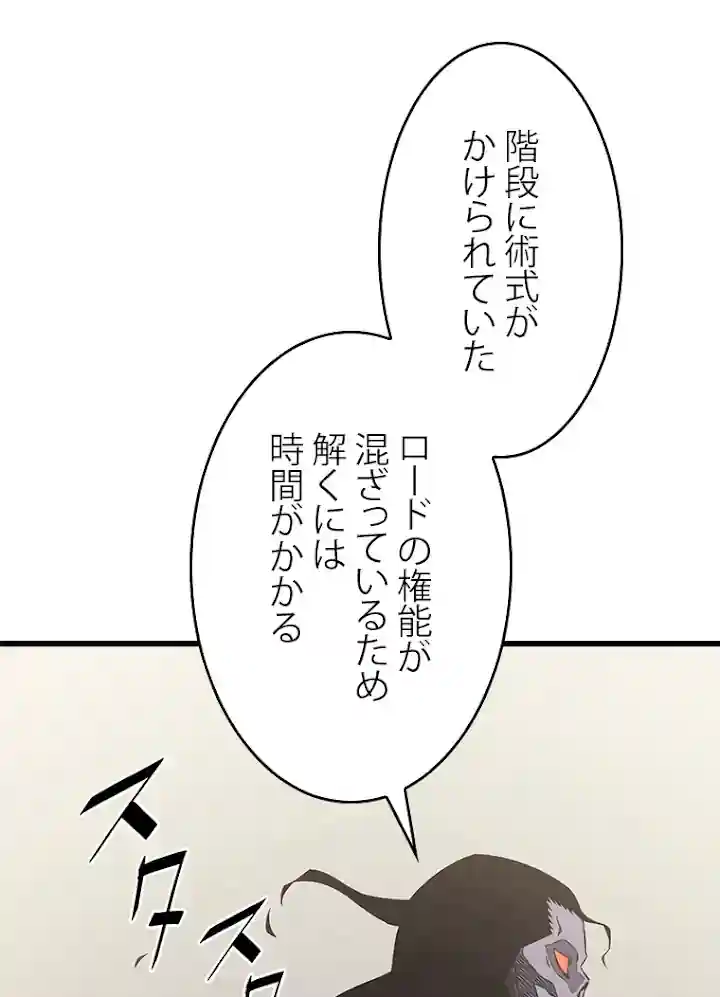 階段に術式が
かけられていた
ロードの権能が
混ざっているため
解くには
時間がかかる
スタタ